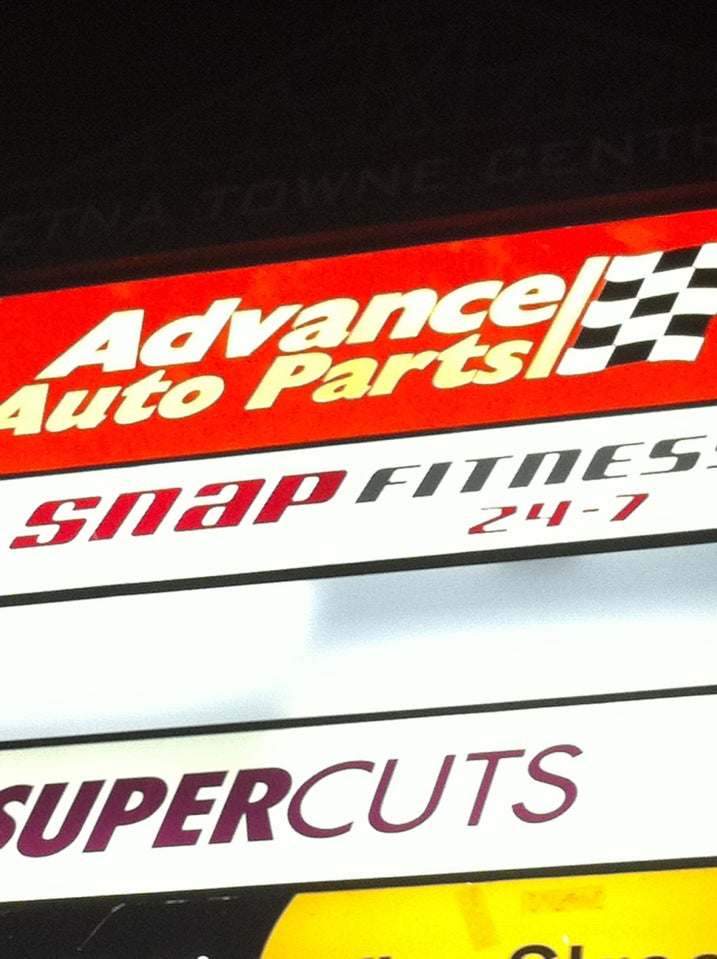 TOWNE
Advance
Auto Parts
snap FITNESS
24-7
SUPERCUTS